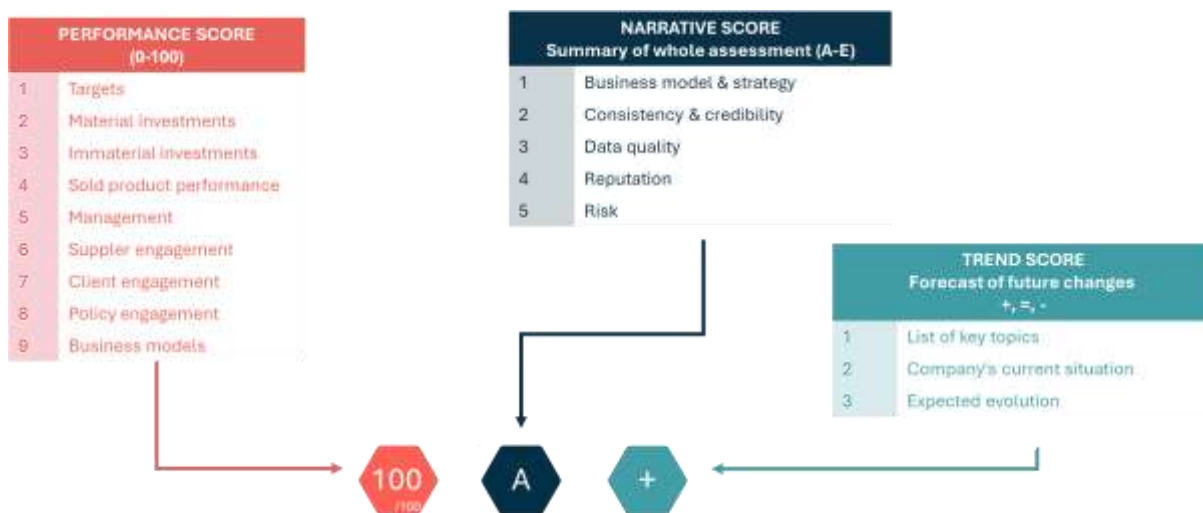 PERFORMANCE SCORE
(0-100)
1 Targets
2 Material investments
3 Immaterial investments
4 Sold product performance
5 Management
6 Suppler engagement
7 Client engagement
8 Policy engagement
9 Business models
NARRATIVE SCORE
Summary of whole assessment (A-E)
1 Business model & strategy
2 Consistency & credibility
3 Data quality
4 Reputation
5 Risk
TREND SCORE
Forecast of future changes
+, =, -
1 List of key topics
2 Company's current situation
3 Expected evolution
100
/100
A
+